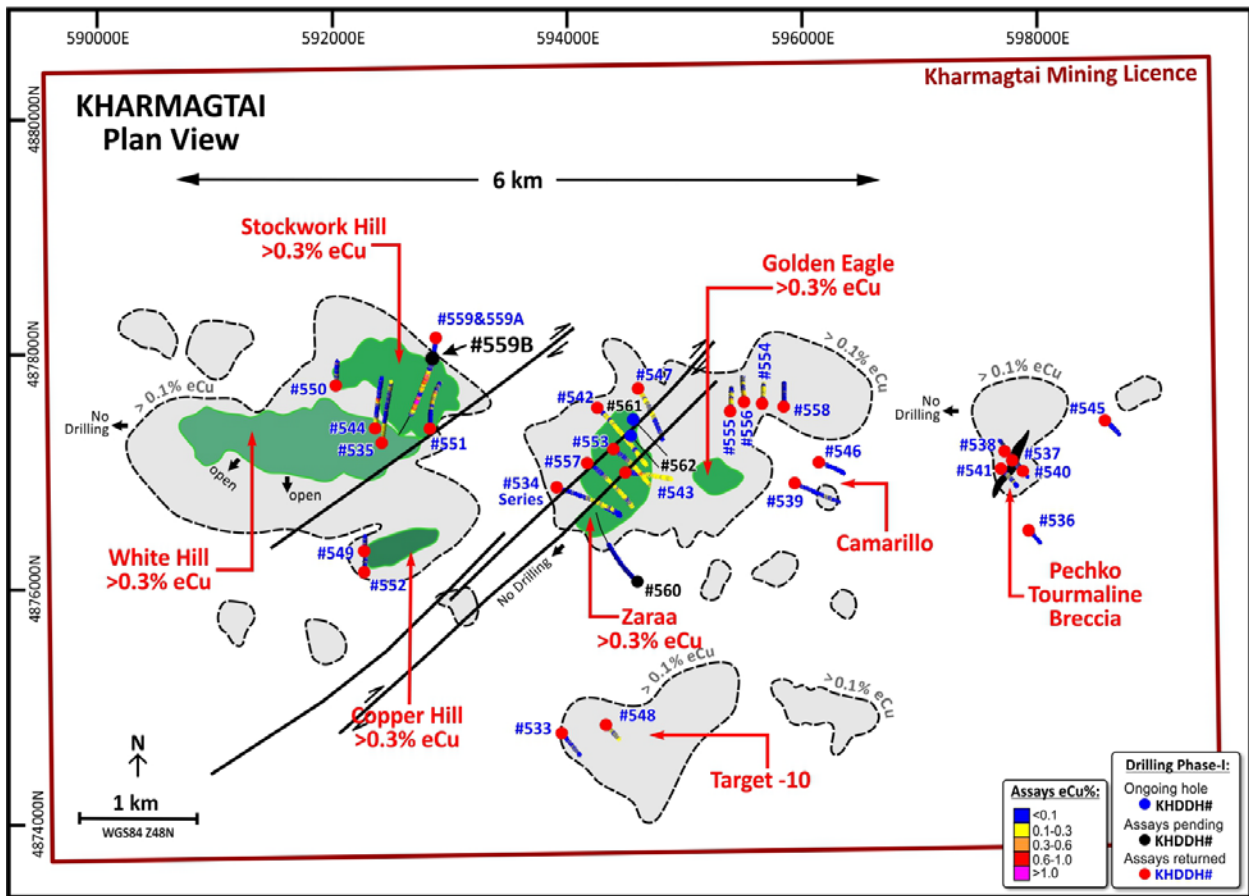 590000E
592000E
594000E
596000E
598000E
Kharmagtai Mining Licence
KHARMAGTAI
Plan View
4880000N
4878000N
4876000N
4874000N
6 km
Stockwork Hill
>0.3% eCu
Golden Eagle
>0.3% eCu
#559&559A
#559B
#550
> 0.1% eCu
No
Drilling
#544
#535
#551
open
open
White Hill
>0.3% eCu
#549
#552
Copper Hill
>0.3% eCu
#547
#542
#561
#553
#557
#562
#534
Series
#543
No Drilling
#560
Zaraa
>0.3% eCu
#554
#555
#556
#558
> 0.1% eCu
#546
#539
Camarillo
> 0.1% eCu
No
Drilling
#545
#538
#537
#541
#540
#536
Pechko
Tourmaline
Breccia
> 0.1% eCu
#533
#548
Target -10
>0.1% eCu
N
1 km
WGS84 Z48N
Assays eCu%:
<0.1
0.1-0.3
0.3-0.6
0.6-1.0
>1.0
Drilling Phase-I:
Ongoing hole
KHDDH#
Assays pending
KHDDH#
Assays returned
KHDDH#